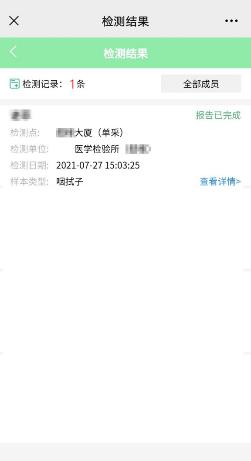 检测结果
检测结果
检测记录: 1条
全部成员
报告已完成
检测点: 大厦（单采）
检测单位: 医学检验所
检测日期: 2021-07-27 15:03:25
样本类型: 咽拭子
查看详情>